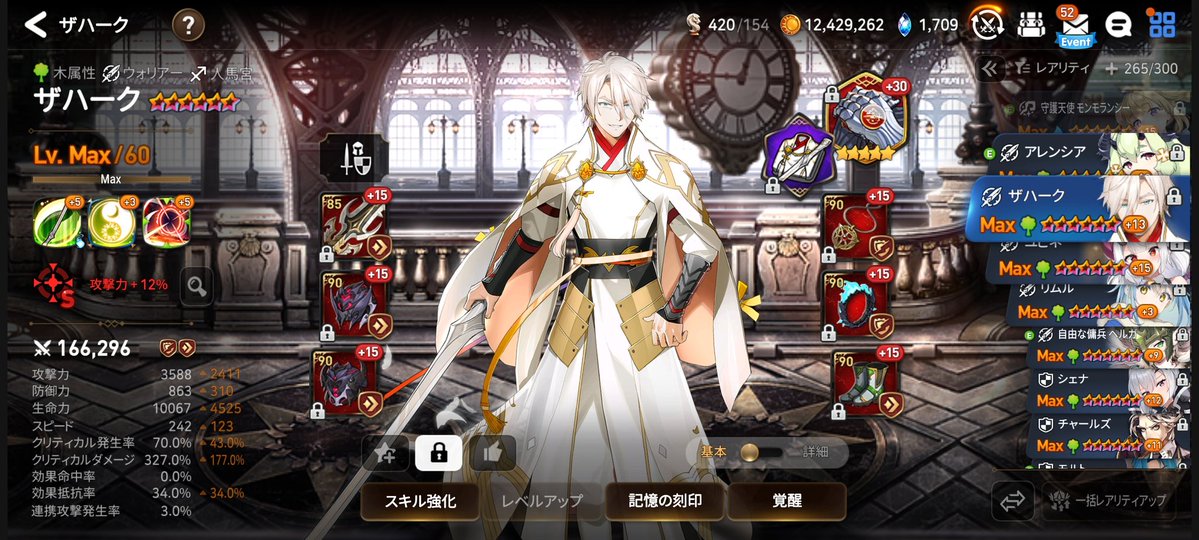 ザハーク
?
420/154
12,429,262
1,709
52
Event
木属性 ウォリアー 人馬宮
ザハーク
Lv. Max/60
Max
+5
+3
+5
S
攻撃力+12%
166,296
攻撃力 3588 2411
防御力 863 310
生命力 10067 4525
スピード 242 123
クリティカル発生率 70.0% 43.0%
クリティカルダメージ 327.0% 177.0%
効果命中率 0.0%
効果抵抗率 34.0% 34.0%
連携攻撃発生率 3.0%
85 +15
90 +15
90 +15
+30
90 +15
90 +15
90 +15
基本 詳細
スキル強化
レベルアップ
記憶の刻印
覚醒
レアリティ
265/300
守護天使 モンモランシー
E アレンシア
ザハーク
Max +13
Max +15
リムル
Max +3
E 自由な傭兵 ヘルガ
Max +9
シェナ
Max +12
チャールズ
Max +11
一括レアリティアップ